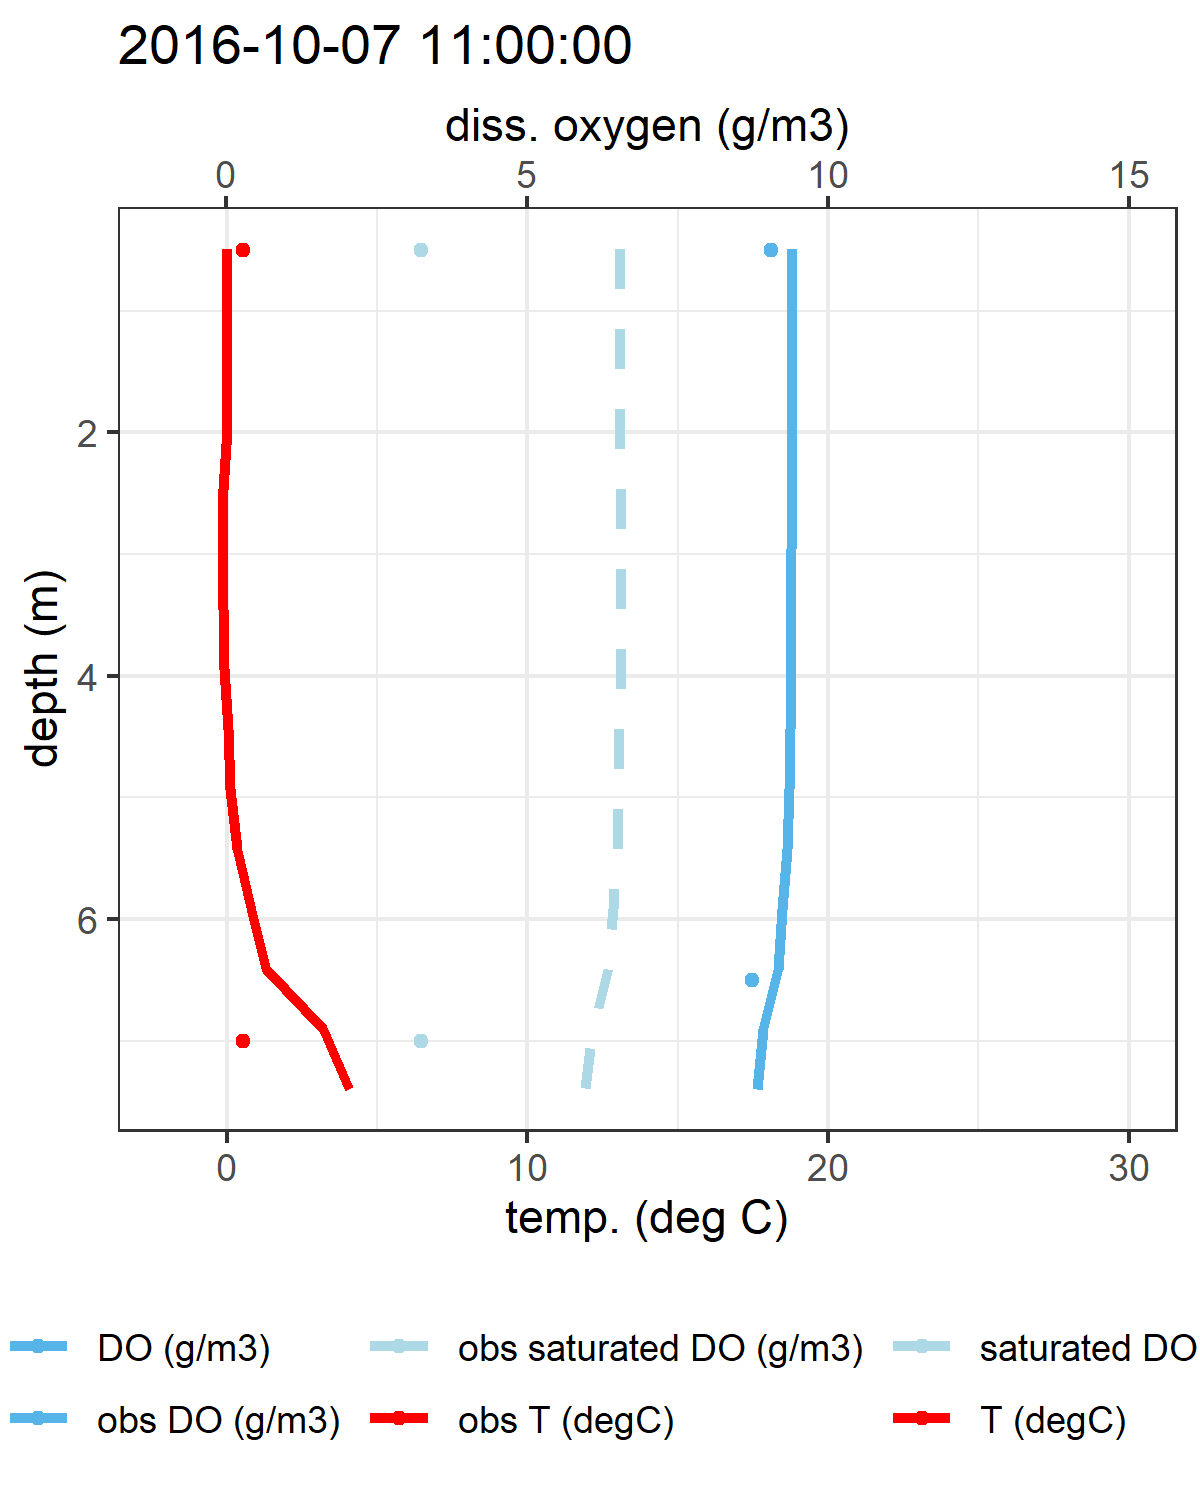 2016-10-07 11:00:00
diss. oxygen (g/m3)
0 5 10 15
2
4
6
depth (m)
0 10 20 30
temp. (deg C)
DO (g/m3) obs saturated DO (g/m3) saturated DO
obs DO (g/m3) obs T (degC) T (degC)